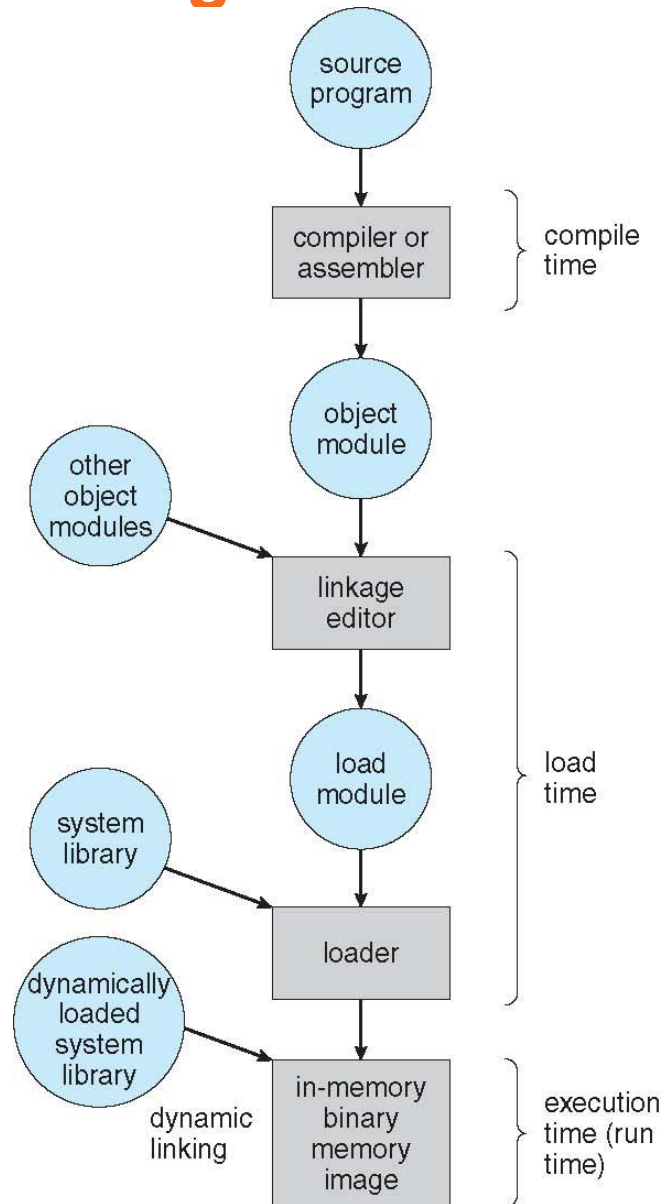 source
program
compiler or
assembler
compile
time
object
module
other
object
modules
linkage
editor
load
module
load
time
system
library
loader
dynamically
loaded
system
library
dynamic
linking
in-memory
binary
memory
image
execution
time (run
time)